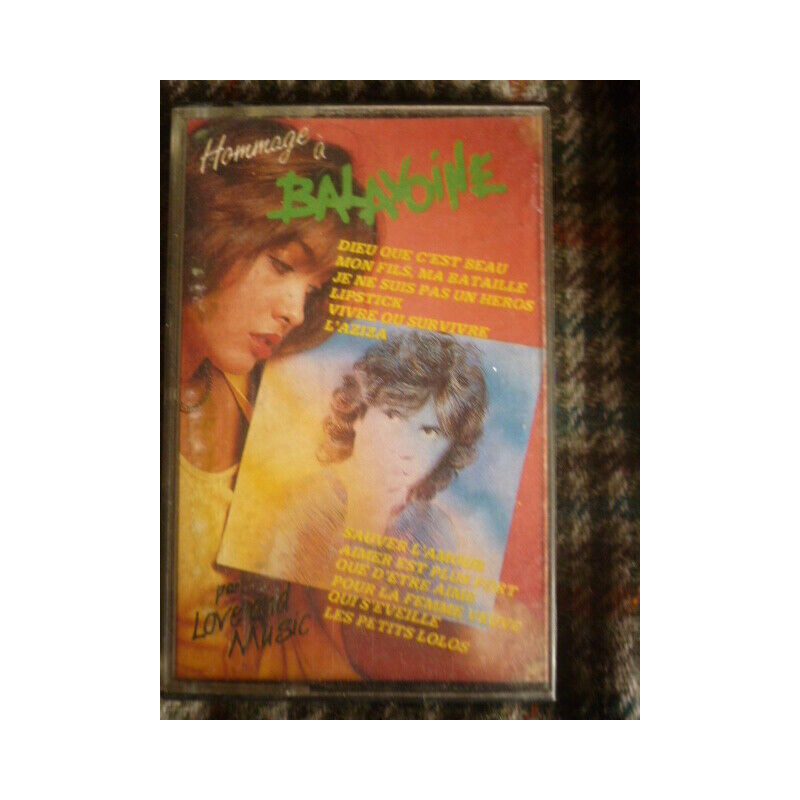 Hommage à
BALAVOINE
DIEU QUE C'EST BEAU
MON FILS, MA BATAILLE
JE NE SUIS PAS UN HEROS
LIPSTICK
VIVRE OU SURVIVRE
L'AZIZA
SAUVER L'AMOUR
AIMER EST PLUS FORT
QUE D'ETRE AIME
POUR LA FEMME VEUVE
QUI S'EVEILLE
LES PETITS LOLOS
par
LOVE and
MUSIC